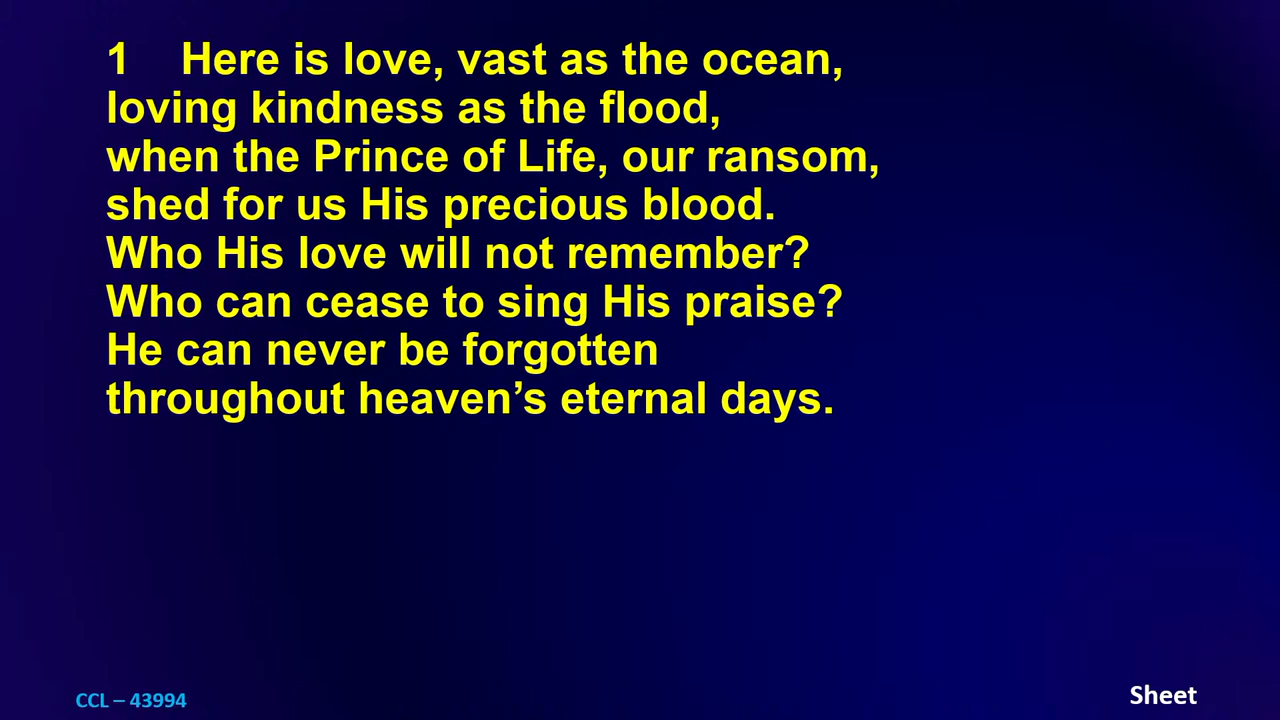 1 Here is love, vast as the ocean,
loving kindness as the flood,
when the Prince of Life, our ransom,
shed for us His precious blood.
Who His love will not remember?
Who can cease to sing His praise?
He can never be forgotten
throughout heaven’s eternal days.
CCL – 43994
Sheet